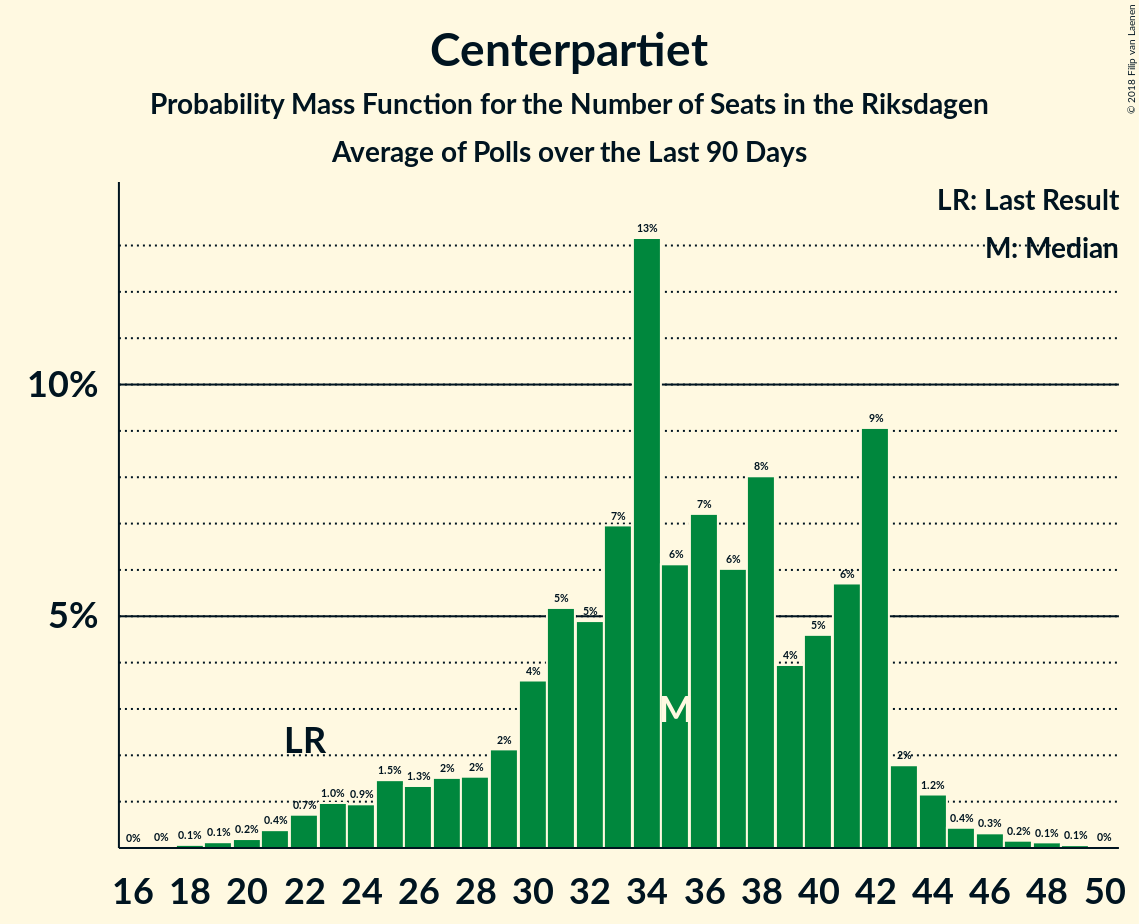 © 2018 Filip van Laenen
Centerpartiet
Probability Mass Function for the Number of Seats in the Riksdagen
Average of Polls over the Last 90 Days
LR: Last Result
M: Median
10%
5%
0% 0% 0.1% 0.1% 0.2% 0.4% 0.7% 1.0% 0.9% 1.5% 1.3% 2% 2% 2% 4% 5% 5% 7% 13% 6% 7% 6% 8% 4% 5% 6% 9% 2% 1.2% 0.4% 0.3% 0.2% 0.1% 0.1% 0%
LR
M
16 18 20 22 24 26 28 30 32 34 36 38 40 42 44 46 48 50